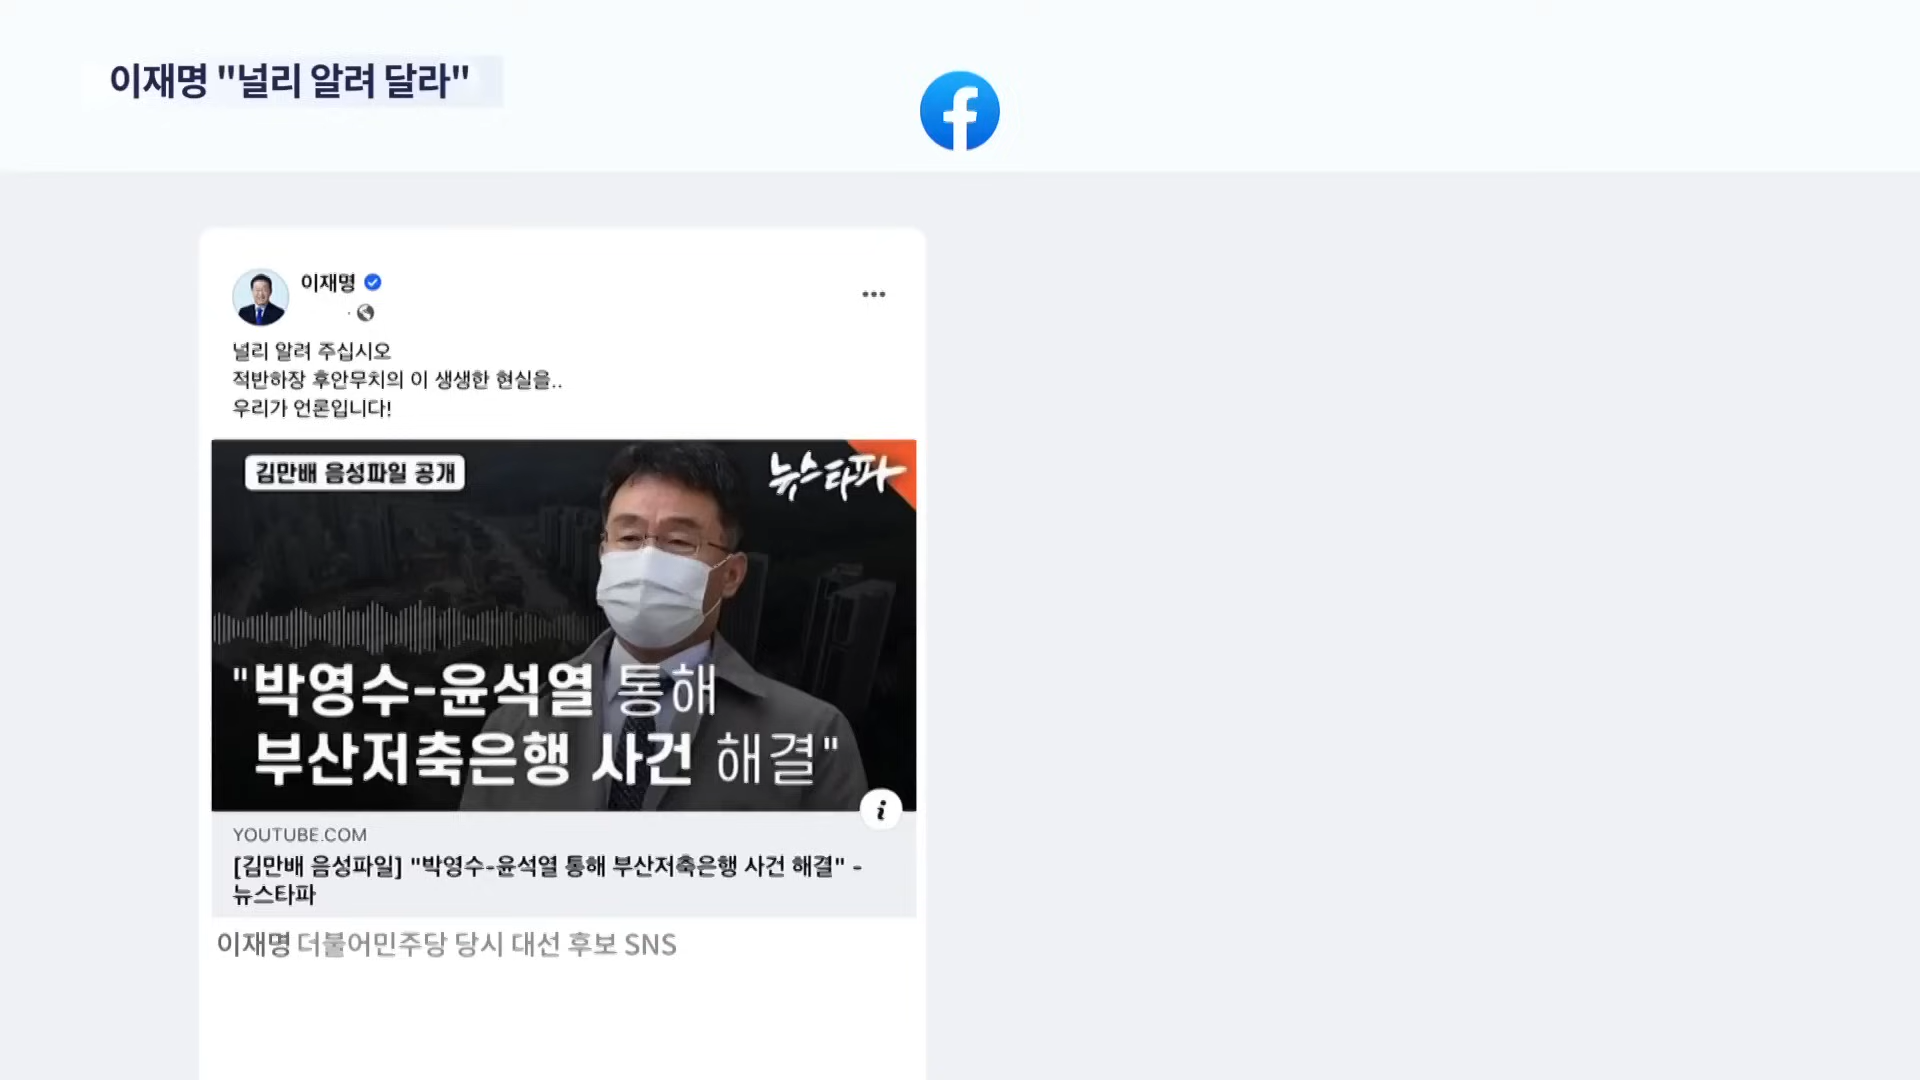 이재명 "널리 알려 달라"
이재명
널리 알려 주십시오
적반하장 후안무치의 이 생생한 현실을..
우리가 언론입니다!
김만배 음성파일 공개
뉴스타파
"박영수-윤석열 통해
부산저축은행 사건 해결"
YOUTUBE.COM
[김만배 음성파일] "박영수-윤석열 통해 부산저축은행 사건 해결" -
뉴스타파
이재명 더불어민주당 당시 대선 후보 SNS